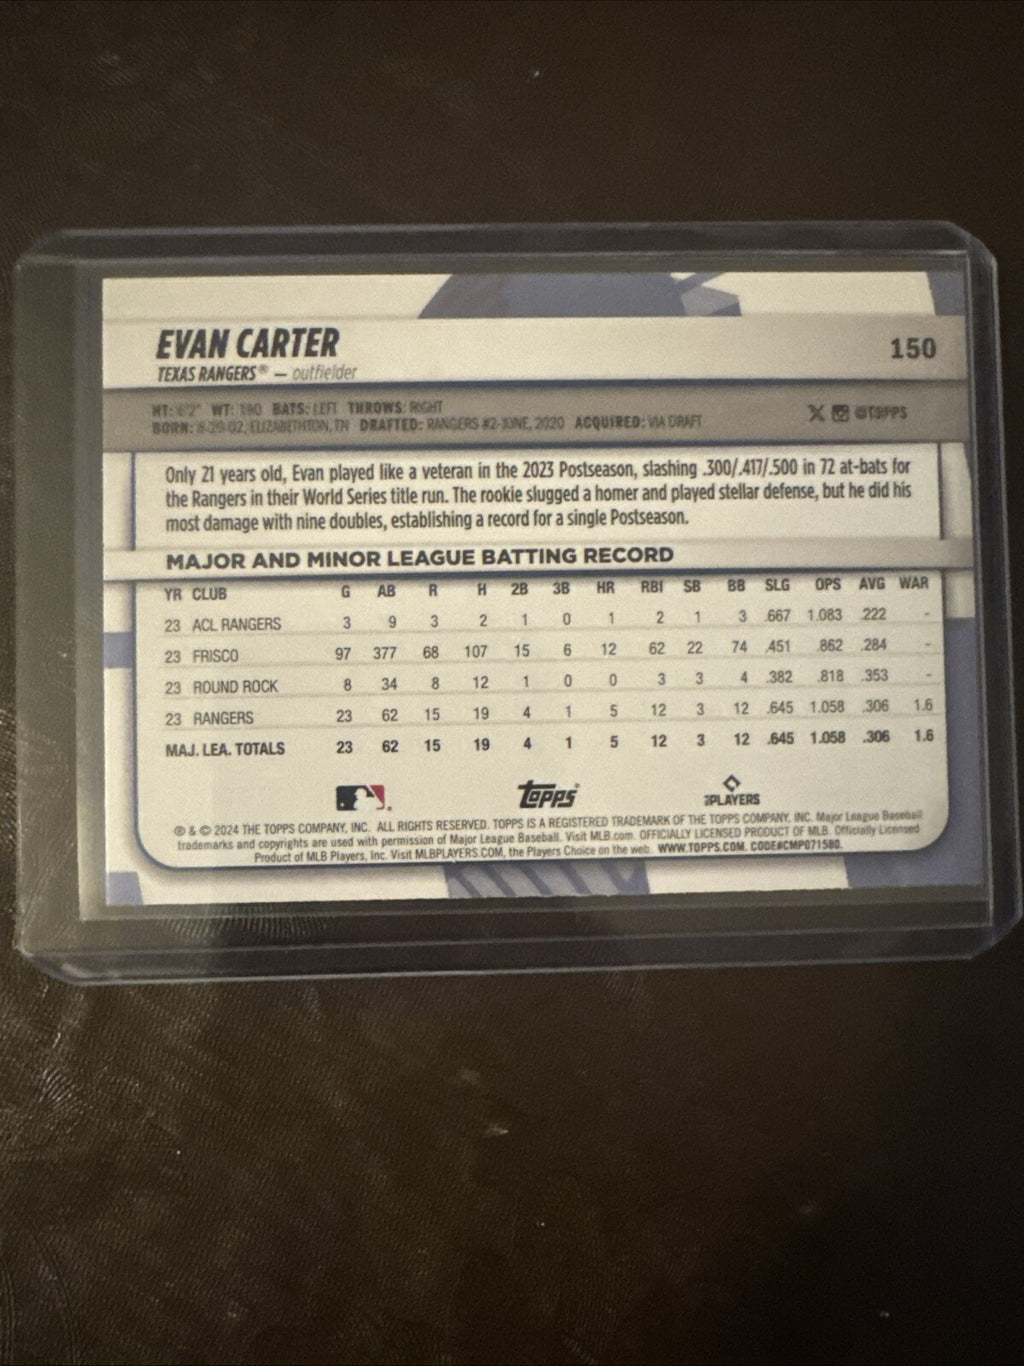 EVAN CARTER
150
TEXAS RANGERS® — outfielder
HT: 6'2" WT: 190 BATS: LEFT THROWS: RIGHT
@TOPPS
BORN: 8-29-02, ELIZABETHTON, TN DRAFTED: RANGERS #2-JUNE, 2020 ACQUIRED: VIA DRAFT
Only 21 years old, Evan played like a veteran in the 2023 Postseason, slashing .300/.417/.500 in 72 at-bats for
the Rangers in their World Series title run. The rookie slugged a homer and played stellar defense, but he did his
most damage with nine doubles, establishing a record for a single Postseason.
MAJOR AND MINOR LEAGUE BATTING RECORD
YR CLUB G AB R H 2B 3B HR RBI SB BB SLG OPS AVG WAR
23 ACL RANGERS 3 9 3 2 1 0 1 2 1 3 .667 1.083 .222 -
23 FRISCO 97 377 68 107 15 6 12 62 22 74 .451 .862 .284 -
23 ROUND ROCK 8 34 8 12 1 0 0 3 3 4 .382 .818 .353 -
23 RANGERS 23 62 15 19 4 1 5 12 3 12 .645 1.058 .306 1.6
MAJ. LEA. TOTALS 23 62 15 19 4 1 5 12 3 12 .645 1.058 .306 1.6
Topps®
PLAYERS
® & © 2024 THE TOPPS COMPANY, INC. ALL RIGHTS RESERVED. TOPPS IS A REGISTERED TRADEMARK OF THE TOPPS COMPANY, INC. Major League Baseball
trademarks and copyrights are used with permission of Major League Baseball. Visit MLB.com. OFFICIALLY LICENSED PRODUCT OF MLB. Officially Licensed
Product of MLB Players, Inc. Visit MLBPLAYERS.COM, the Players Choice on the web. WWW.TOPPS.COM. CODE#CMP071580.